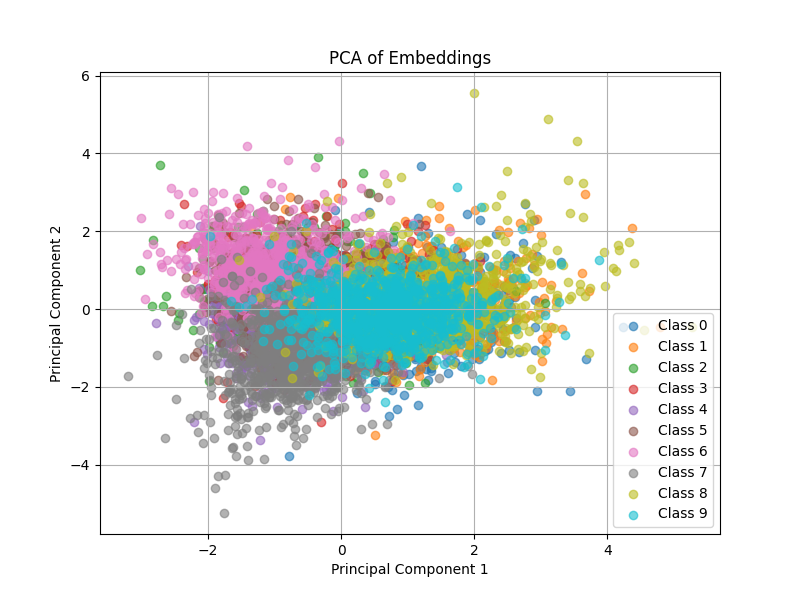 PCA of Embeddings
6
4
2
0
−2
−4
Principal Component 2
−2
0
2
4
Principal Component 1
Class 0
Class 1
Class 2
Class 3
Class 4
Class 5
Class 6
Class 7
Class 8
Class 9